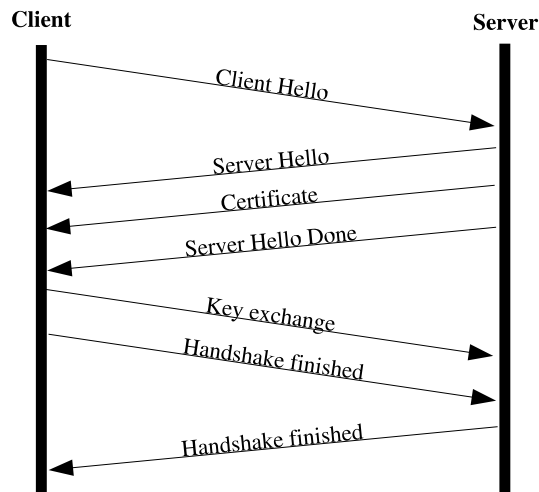 Client
Server
Client Hello
Server Hello
Certificate
Server Hello Done
Key exchange
Handshake finished
Handshake finished